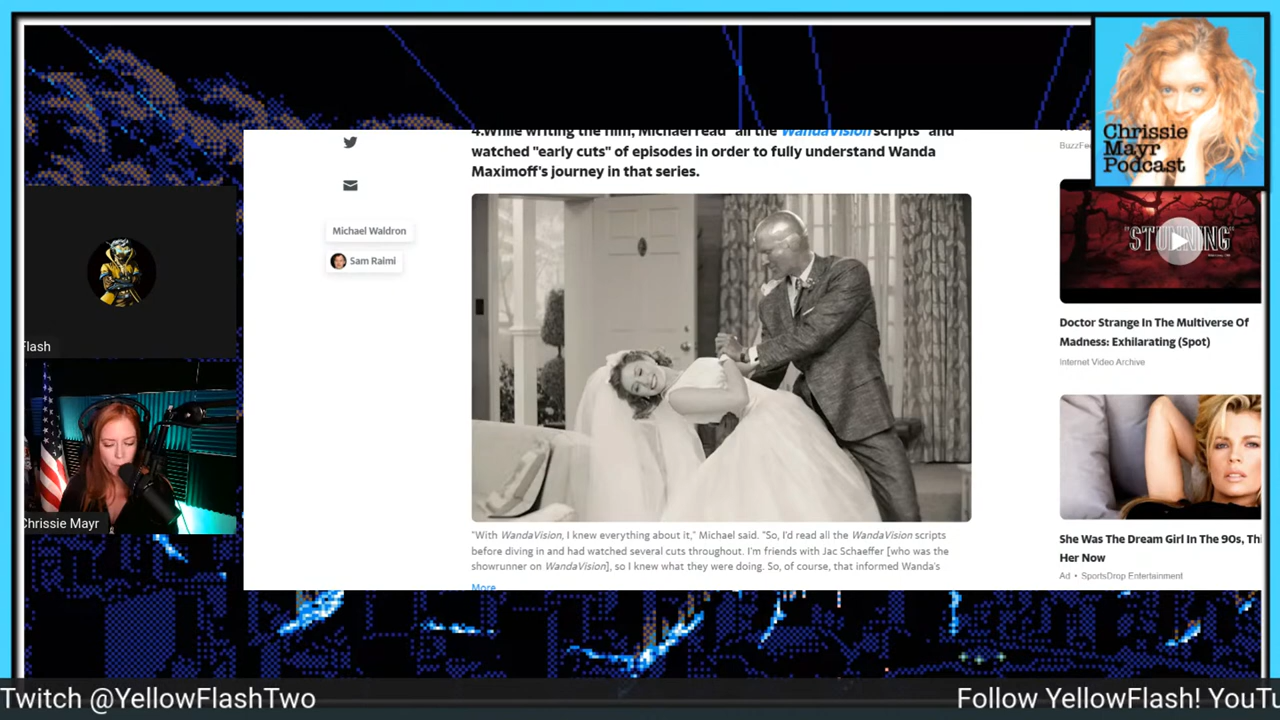 4.While writing the film, Michael read "all the WandaVision scripts" and
watched "early cuts" of episodes in order to fully understand Wanda
Maximoff's journey in that series.
Michael Waldron
Sam Raimi
"With WandaVision, I knew everything about it," Michael said. "So, I'd read all the WandaVision scripts
before diving in and had watched several cuts throughout. I'm friends with Jac Schaeffer [who was the
showrunner on WandaVision], so I knew what they were doing. So, of course, that informed Wanda's
More
Chrissie
Mayr
Podcast
BuzzFee
"STUNNING"
Doctor Strange In The Multiverse Of
Madness: Exhilarating (Spot)
Internet Video Archive
She Was The Dream Girl In The 90s, Thi
Her Now
Ad • SportsDrop Entertainment
Flash
Chrissie Mayr
Twitch @YellowFlashTwo
Follow YellowFlash! YouTu